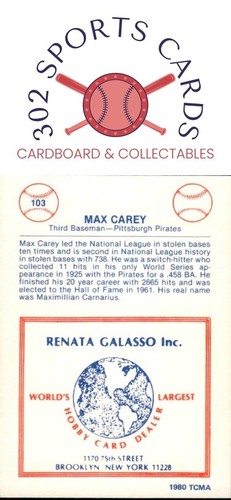 302 SPORTS CARDS
CARDBOARD & COLLECTABLES
103
MAX CAREY
Third Baseman—Pittsburgh Pirates
Max Carey led the National League in stolen bases
ten times and is second in National League history
in stolen bases with 738. He was a switch-hitter who
collected 11 hits in his only World Series appearance
in 1925 with the Pirates for a .458 BA. He
finished his 20 year career with 2665 hits and was
elected to the Hall of Fame in 1961. His real name
was Maximillian Carnarius.
RENATA GALASSO Inc.
WORLD'S LARGEST
HOBBY CARD DEALER
1170 75th STREET
BROOKLYN NEW YORK 11228
1980 TCMA